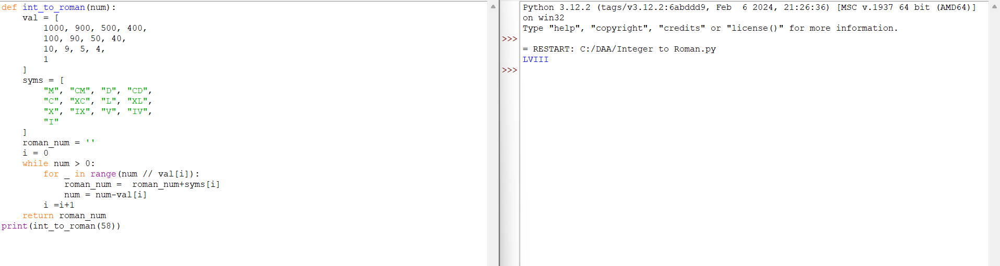 def int_to_roman(num):
    val = [
        1000, 900, 500, 400,
        100, 90, 50, 40,
        10, 9, 5, 4,
        1
    ]
    syms = [
        "M", "CM", "D", "CD",
        "C", "XC", "L", "XL",
        "X", "IX", "V", "IV",
        "I"
    ]
    roman_num = ''
    i = 0
    while num > 0:
        for _ in range(num // val[i]):
            roman_num =  roman_num+syms[i]
            num = num-val[i]
        i =i+1
    return roman_num
print(int_to_roman(58))
Python 3.12.2 (tags/v3.12.2:6abddd9, Feb  6 2024, 21:26:36) [MSC v.1937 64 bit (AMD64)]
on win32
Type "help", "copyright", "credits" or "license()" for more information.
>>>
= RESTART: C:/DAA/Integer to Roman.py
LVIII
>>>